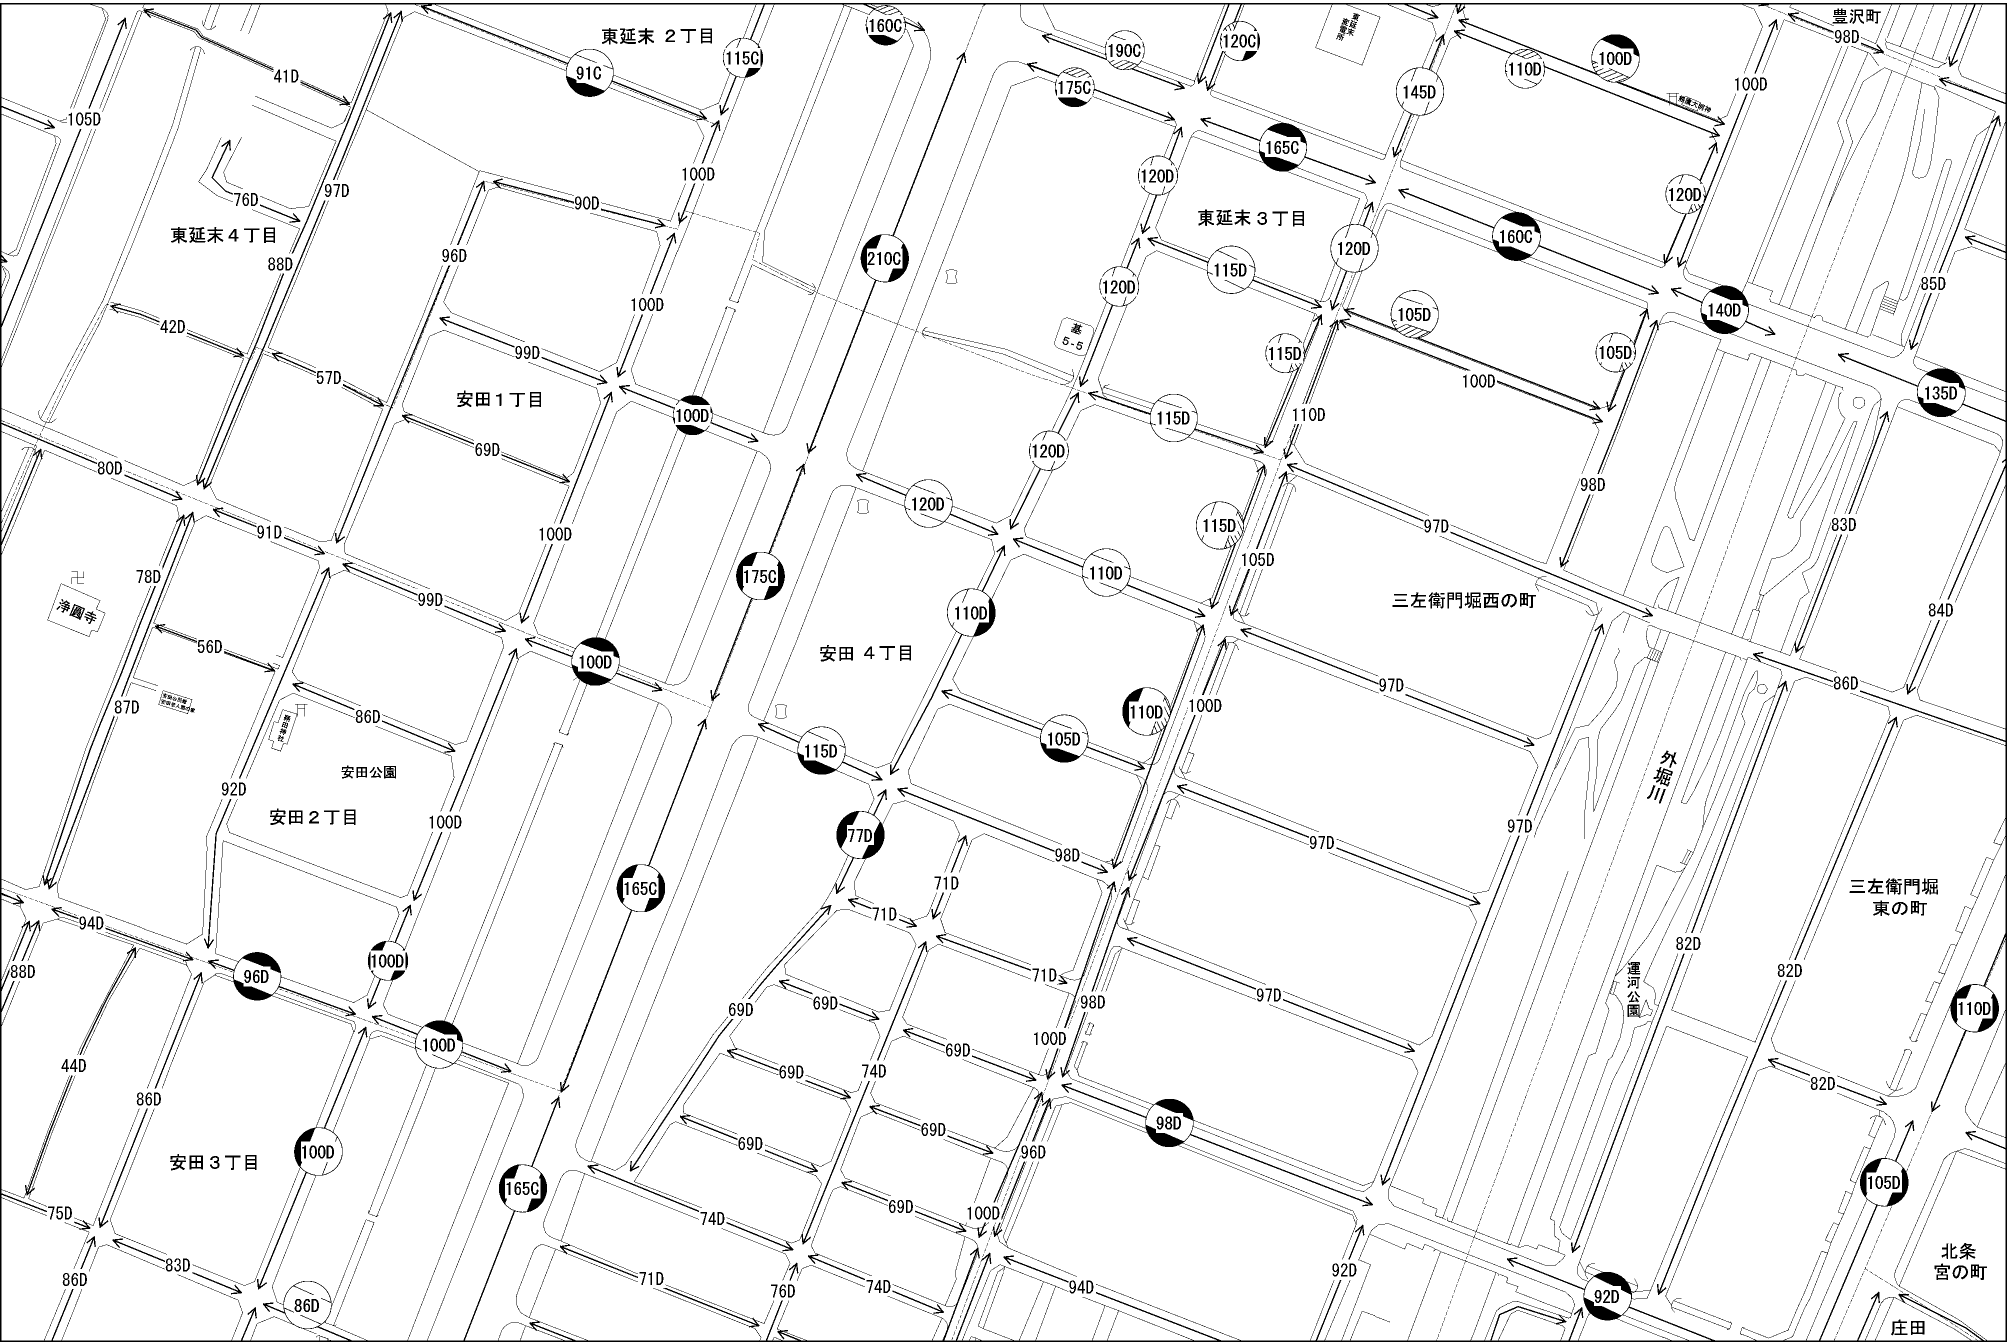 豊沢町
98D
東延末 2丁目
160C
190C
120C
東延末
変電所
110D
100D
115C
91C
41D
175C
145D
100D
105D
165C
120D
100D
97D
120D
76D
90D
東延末3丁目
160C
東延末4丁目
88D
96D
210C
115D
120D
85D
120D
100D
105D
140D
42D
基
5-5
99D
115D
105D
57D
100D
135D
安田1丁目
100D
115D
110D
69D
120D
80D
98D
120D
91D
100D
115D
97D
83D
105D
78D
175C
110D
浄圓寺
99D
110D
三左衛門堀西の町
84D
56D
100D
安田 4丁目
97D
86D
87D
86D
110D
100D
105D
115D
外堀川
安田公園
92D
安田2丁目
100D
77D
97D
97D
98D
71D
165C
三左衛門堀
東の町
71D
94D
82D
100D
96D
88D
71D
運河公園
82D
97D
69D
98D
69D
110D
100D
100D
69D
44D
69D
74D
82D
86D
98D
69D
69D
100D
96D
安田3丁目
165C
105D
69D
75D
74D
100D
北条
宮の町
83D
86D
71D
76D
74D
94D
92D
86D
92D
庄田